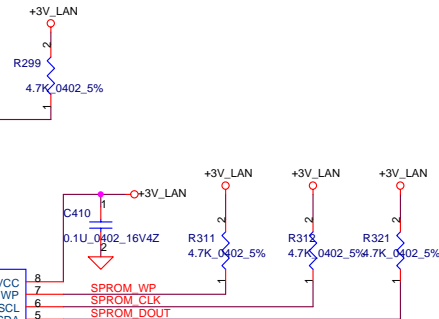 +3V_LAN
2
R299
4.7K_0402_5%
1
+3V_LAN +3V_LAN +3V_LAN
1 +3V_LAN
C410 2 2 2
0.1U_0402_16V4Z R311 R312 R321
2 4.7K_0402_5% 4.7K_0402_5% 4.7K_0402_5%
1 1 1
VCC 8
WP 7 SPROM_WP
SCL 6 SPROM_CLK
SDA 5 SPROM_DOUT